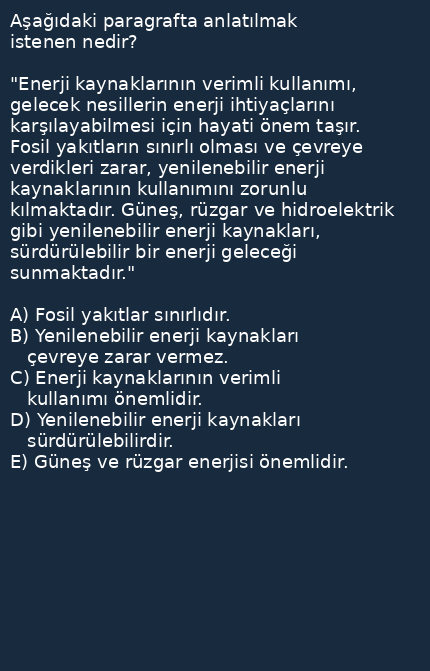 Aşağıdaki paragrafta anlatılmak
istenen nedir?

"Enerji kaynaklarının verimli kullanımı,
gelecek nesillerin enerji ihtiyaçlarını
karşılayabilmesi için hayati önem taşır.
Fosil yakıtların sınırlı olması ve çevreye
verdikleri zarar, yenilenebilir enerji
kaynaklarının kullanımını zorunlu
kılmaktadır. Güneş, rüzgar ve hidroelektrik
gibi yenilenebilir enerji kaynakları,
sürdürülebilir bir enerji geleceği
sunmaktadır."

A) Fosil yakıtlar sınırlıdır.
B) Yenilenebilir enerji kaynakları
çevreye zarar vermez.
C) Enerji kaynaklarının verimli
kullanımı önemlidir.
D) Yenilenebilir enerji kaynakları
sürdürülebilirdir.
E) Güneş ve rüzgar enerjisi önemlidir.